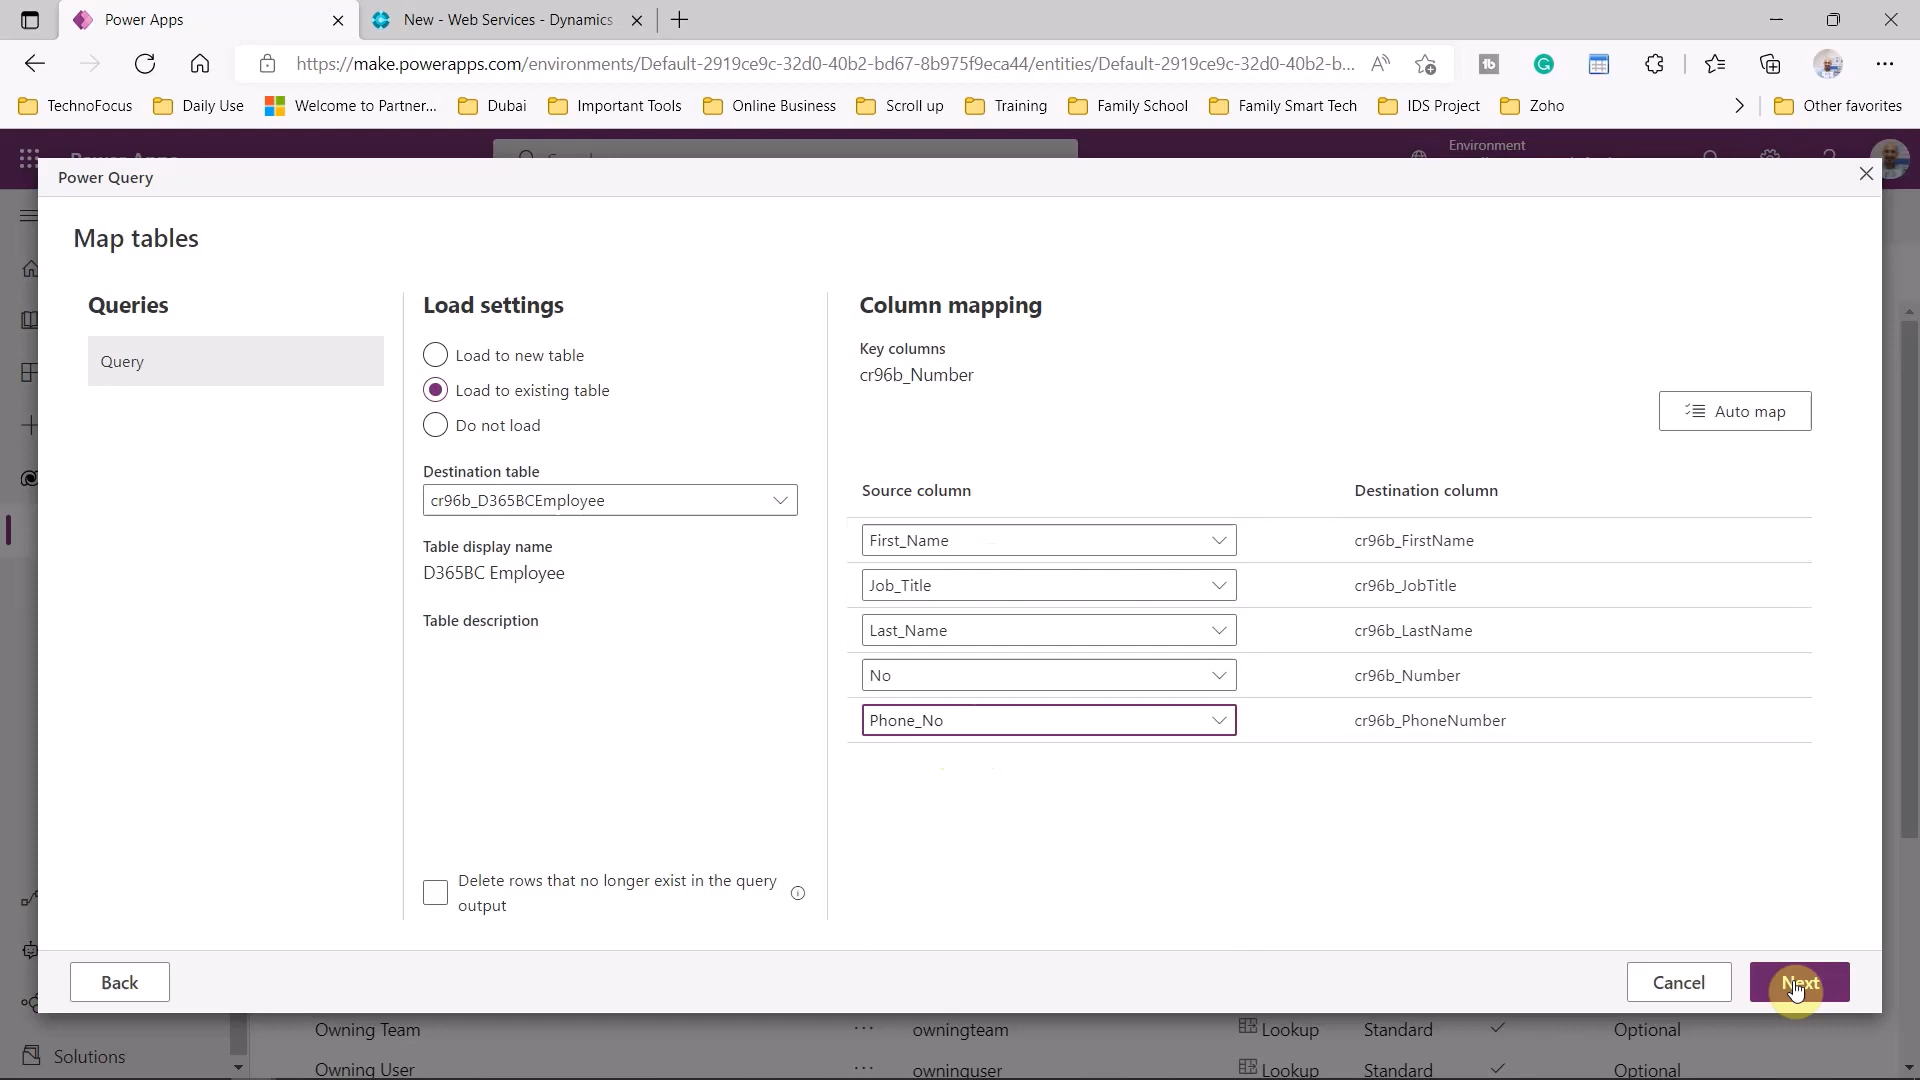 Power Apps
New - Web Services - Dynamics
https://make.powerapps.com/environments/Default-2919ce9c-32d0-40b2-bd67-8b975f9eca44/entities/Default-2919ce9c-32d0-40b2-b...
TechnoFocus
Daily Use
Welcome to Partner...
Dubai
Important Tools
Online Business
Scroll up
Training
Family School
Family Smart Tech
IDS Project
Zoho
Other favorites
Environment
Power Query
Map tables
Queries
Query
Load settings
Load to new table
Load to existing table
Do not load
Destination table
cr96b_D365BCEmployee
Table display name
D365BC Employee
Table description
Delete rows that no longer exist in the query
output
Column mapping
Key columns
cr96b_Number
Auto map
Source column
Destination column
First_Name
cr96b_FirstName
Job_Title
cr96b_JobTitle
Last_Name
cr96b_LastName
No
cr96b_Number
Phone_No
cr96b_PhoneNumber
Back
Cancel
Next
Owning Team
owningteam
Lookup
Standard
Optional
Solutions
Owning User
owninguser
Lookup
Standard
Optional